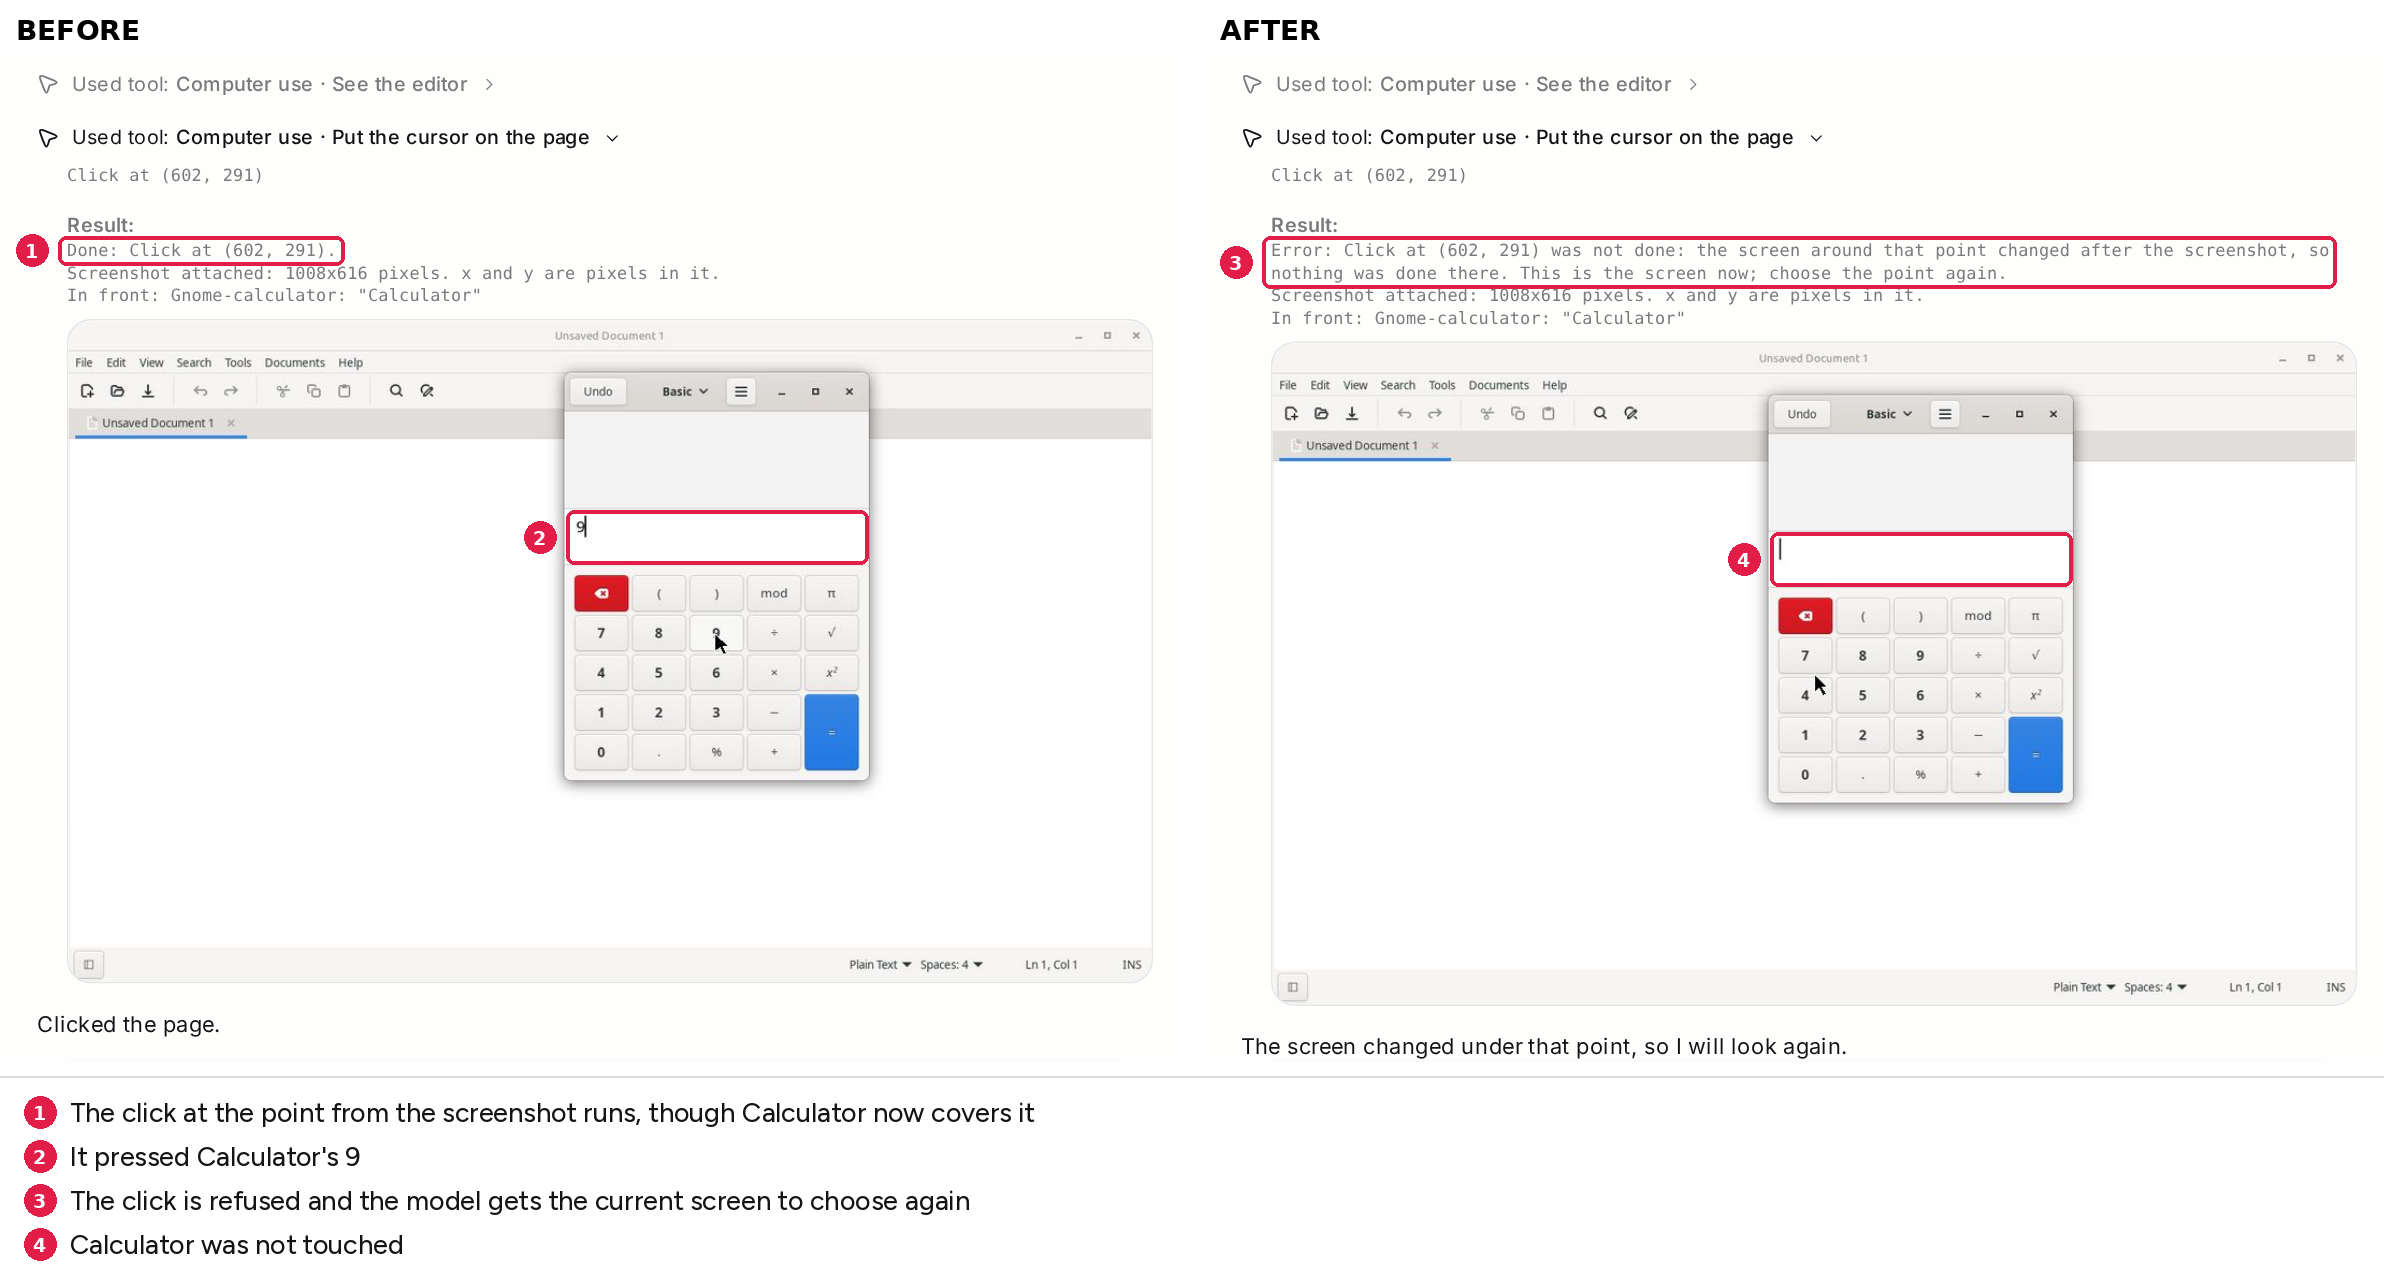 BEFORE
Used tool: Computer use · See the editor
Used tool: Computer use · Put the cursor on the page
Click at (602, 291)
Result:
1
Done: Click at (602, 291).
Screenshot attached: 1008x616 pixels. x and y are pixels in it.
In front: Gnome-calculator: "Calculator"
Unsaved Document 1
File Edit View Search Tools Documents Help
Undo Basic
Unsaved Document 1
2
9
( ) mod π
7 8 9 ÷ √
4 5 6 × x²
1 2 3 − =
0 . % +
Plain Text Spaces: 4 Ln 1, Col 1 INS
Clicked the page.
AFTER
Used tool: Computer use · See the editor
Used tool: Computer use · Put the cursor on the page
Click at (602, 291)
Result:
3
Error: Click at (602, 291) was not done: the screen around that point changed after the screenshot, so
nothing was done there. This is the screen now; choose the point again.
Screenshot attached: 1008x616 pixels. x and y are pixels in it.
In front: Gnome-calculator: "Calculator"
Unsaved Document 1
File Edit View Search Tools Documents Help
Undo Basic
Unsaved Document 1
4
( ) mod π
7 8 9 ÷ √
4 5 6 × x²
1 2 3 − =
0 . % +
Plain Text Spaces: 4 Ln 1, Col 1 INS
The screen changed under that point, so I will look again.
1 The click at the point from the screenshot runs, though Calculator now covers it
2 It pressed Calculator's 9
3 The click is refused and the model gets the current screen to choose again
4 Calculator was not touched